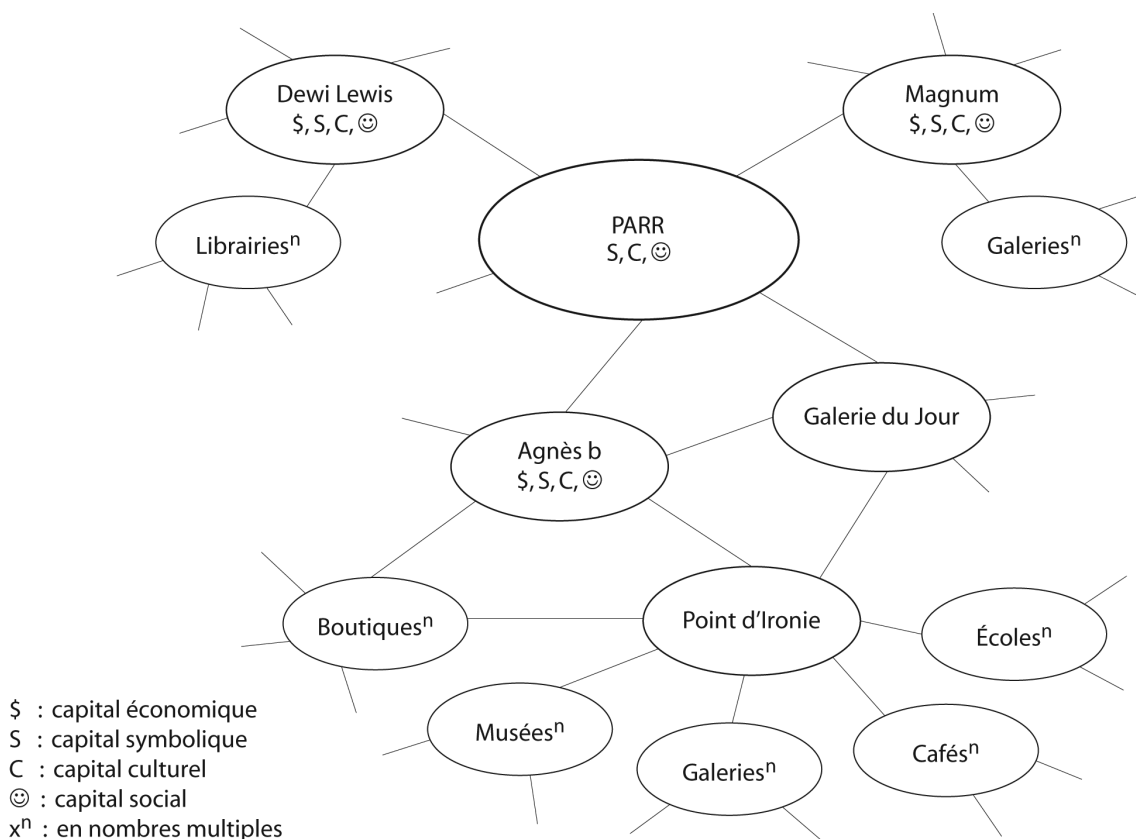 Dewi Lewis
$, S, C, ☺
Magnum
$, S, C, ☺
PARR
S, C, ☺
Librairiesⁿ
Galeriesⁿ
Agnès b
$, S, C, ☺
Galerie du Jour
Boutiquesⁿ
Point d’Ironie
Écolesⁿ
Muséesⁿ
Galeriesⁿ
Cafésⁿ
$ : capital économique
S : capital symbolique
C : capital culturel
☺ : capital social
xⁿ : en nombres multiples